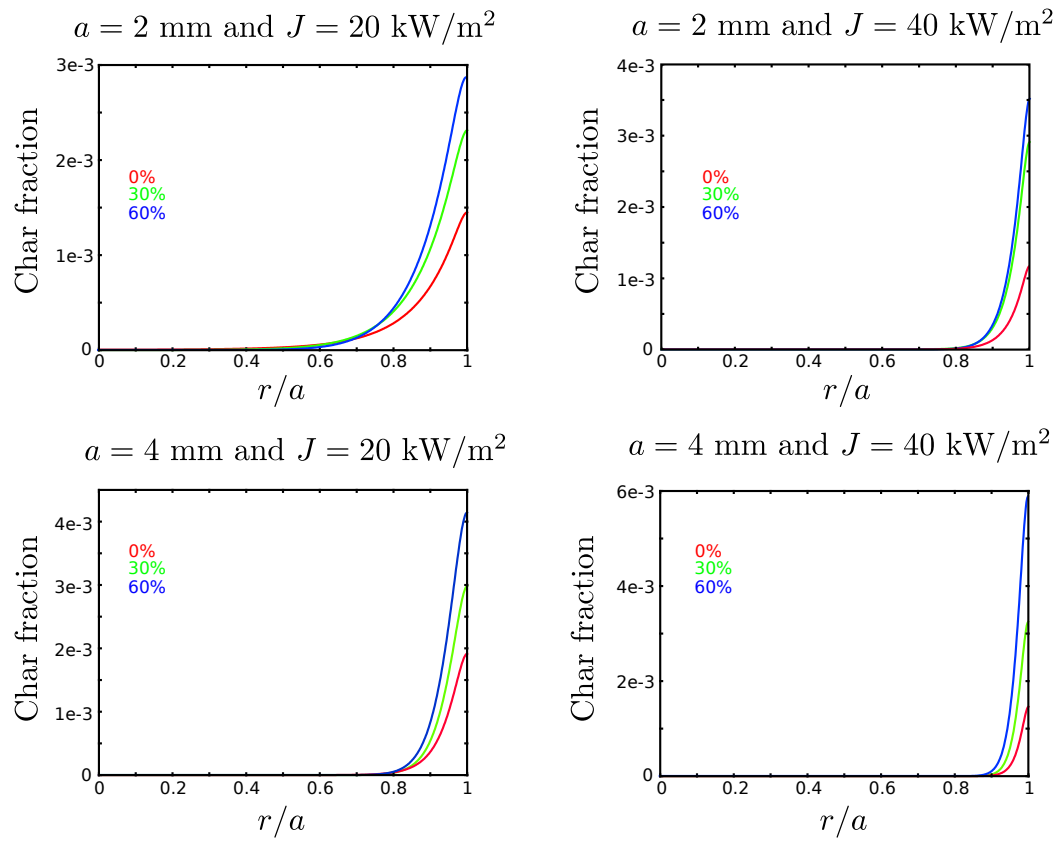 a = 2 mm and J = 20 kW/m²
3e-3
2e-3
1e-3
0
Char fraction
0%
30%
60%
0 0.2 0.4 0.6 0.8 1
r/a
a = 2 mm and J = 40 kW/m²
4e-3
3e-3
2e-3
1e-3
0
Char fraction
0%
30%
60%
0 0.2 0.4 0.6 0.8 1
r/a
a = 4 mm and J = 20 kW/m²
4e-3
3e-3
2e-3
1e-3
0
Char fraction
0%
30%
60%
0 0.2 0.4 0.6 0.8 1
r/a
a = 4 mm and J = 40 kW/m²
6e-3
4e-3
2e-3
0
Char fraction
0%
30%
60%
0 0.2 0.4 0.6 0.8 1
r/a